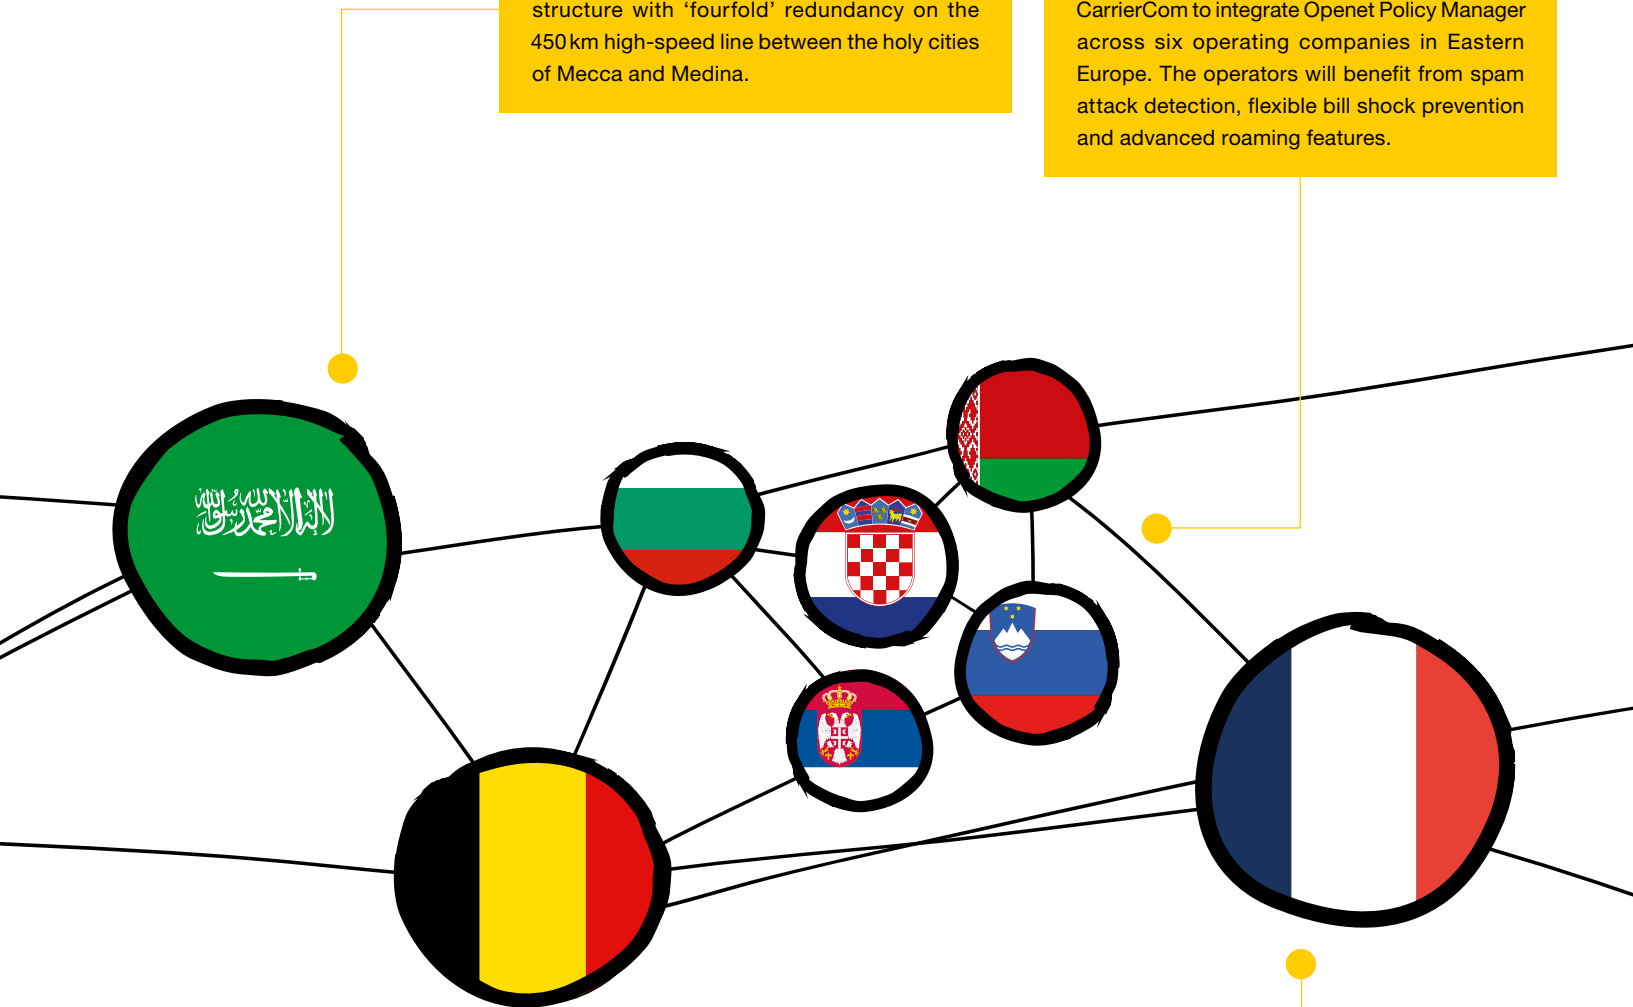 structure with ‘fourfold’ redundancy on the
450 km high-speed line between the holy cities
of Mecca and Medina.
CarrierCom to integrate Openet Policy Manager
across six operating companies in Eastern
Europe. The operators will benefit from spam
attack detection, flexible bill shock prevention
and advanced roaming features.
لا إله إلا الله محمد رسول الله